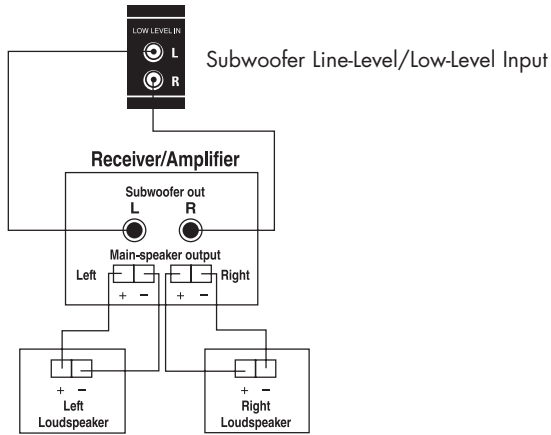 LOW LEVEL IN
L
R
Subwoofer Line-Level/Low-Level Input
Receiver/Amplifier
Subwoofer out
L R
Main-speaker output
Left Right
+ − + −
+ − + −
Left
Loudspeaker
Right
Loudspeaker